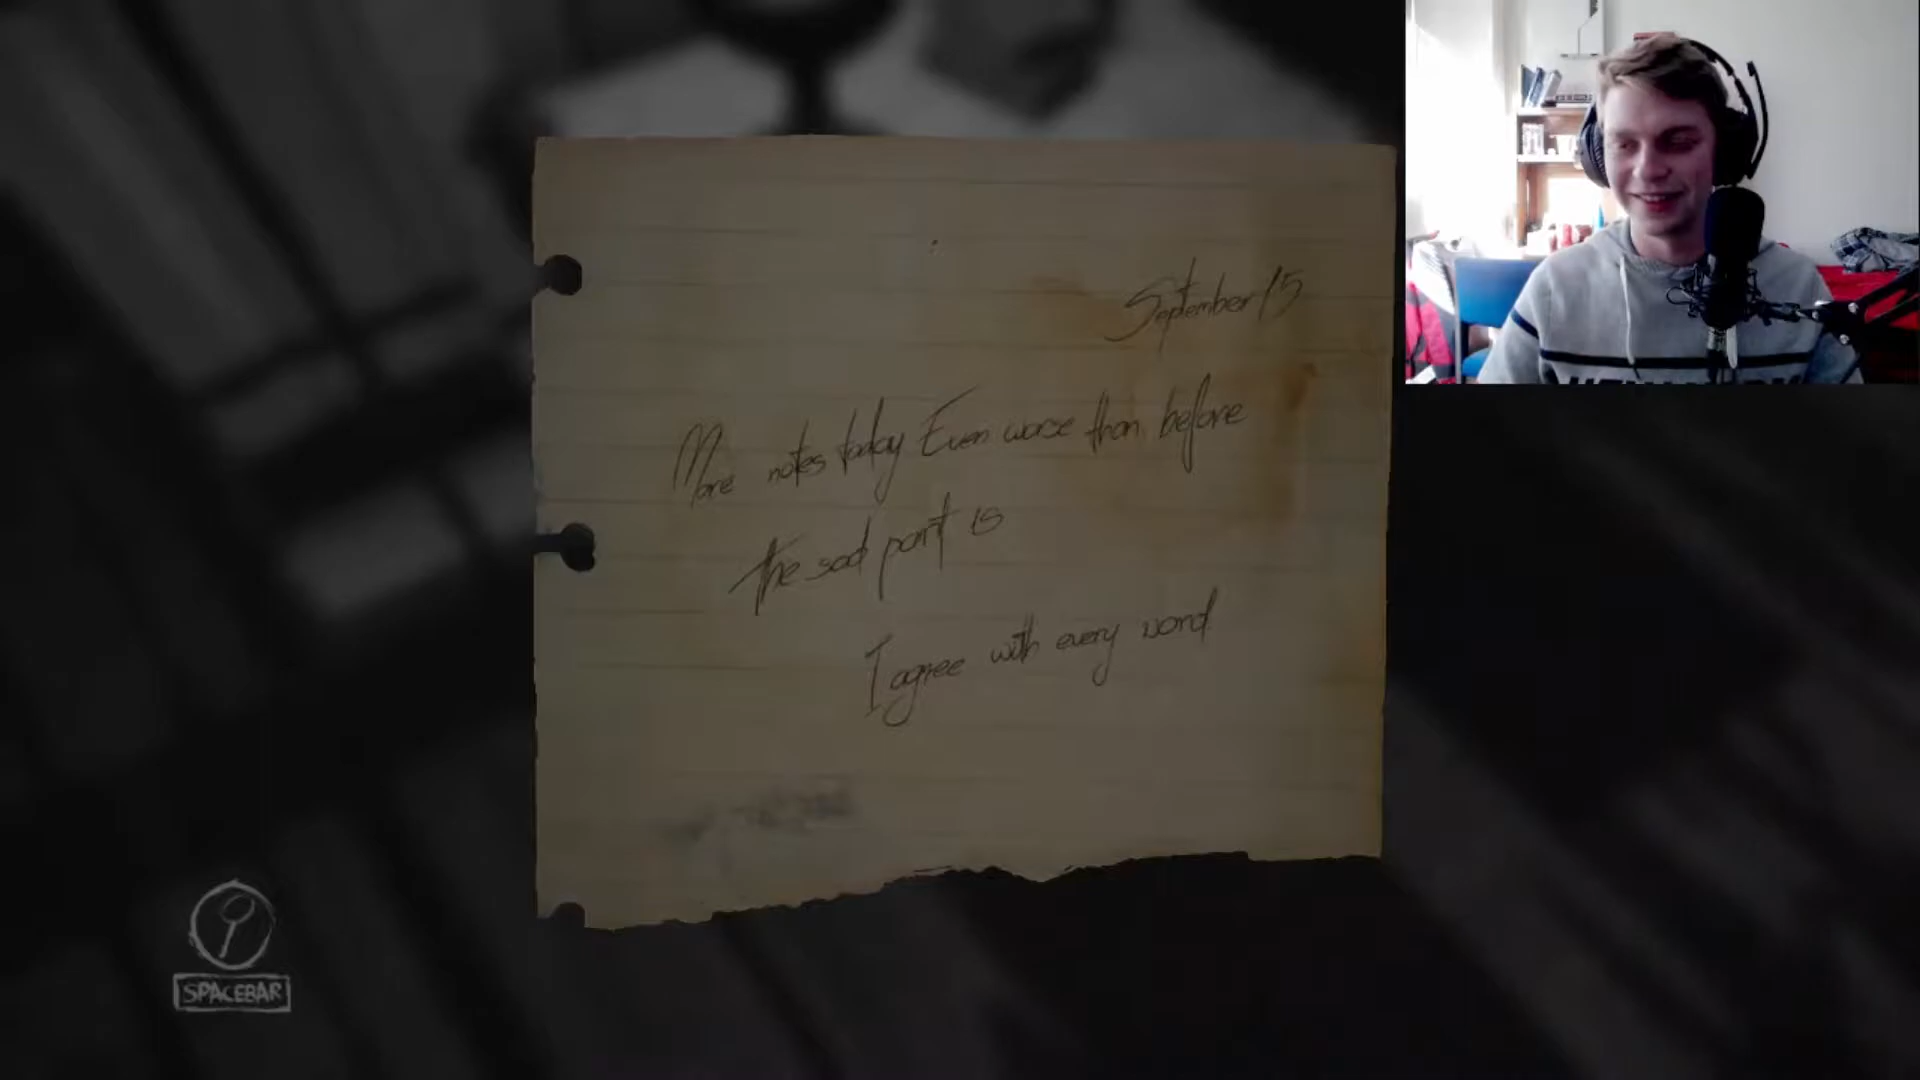 September 15
More notes today Even worse than before
the sad part is
I agree with every word
SPACEBAR